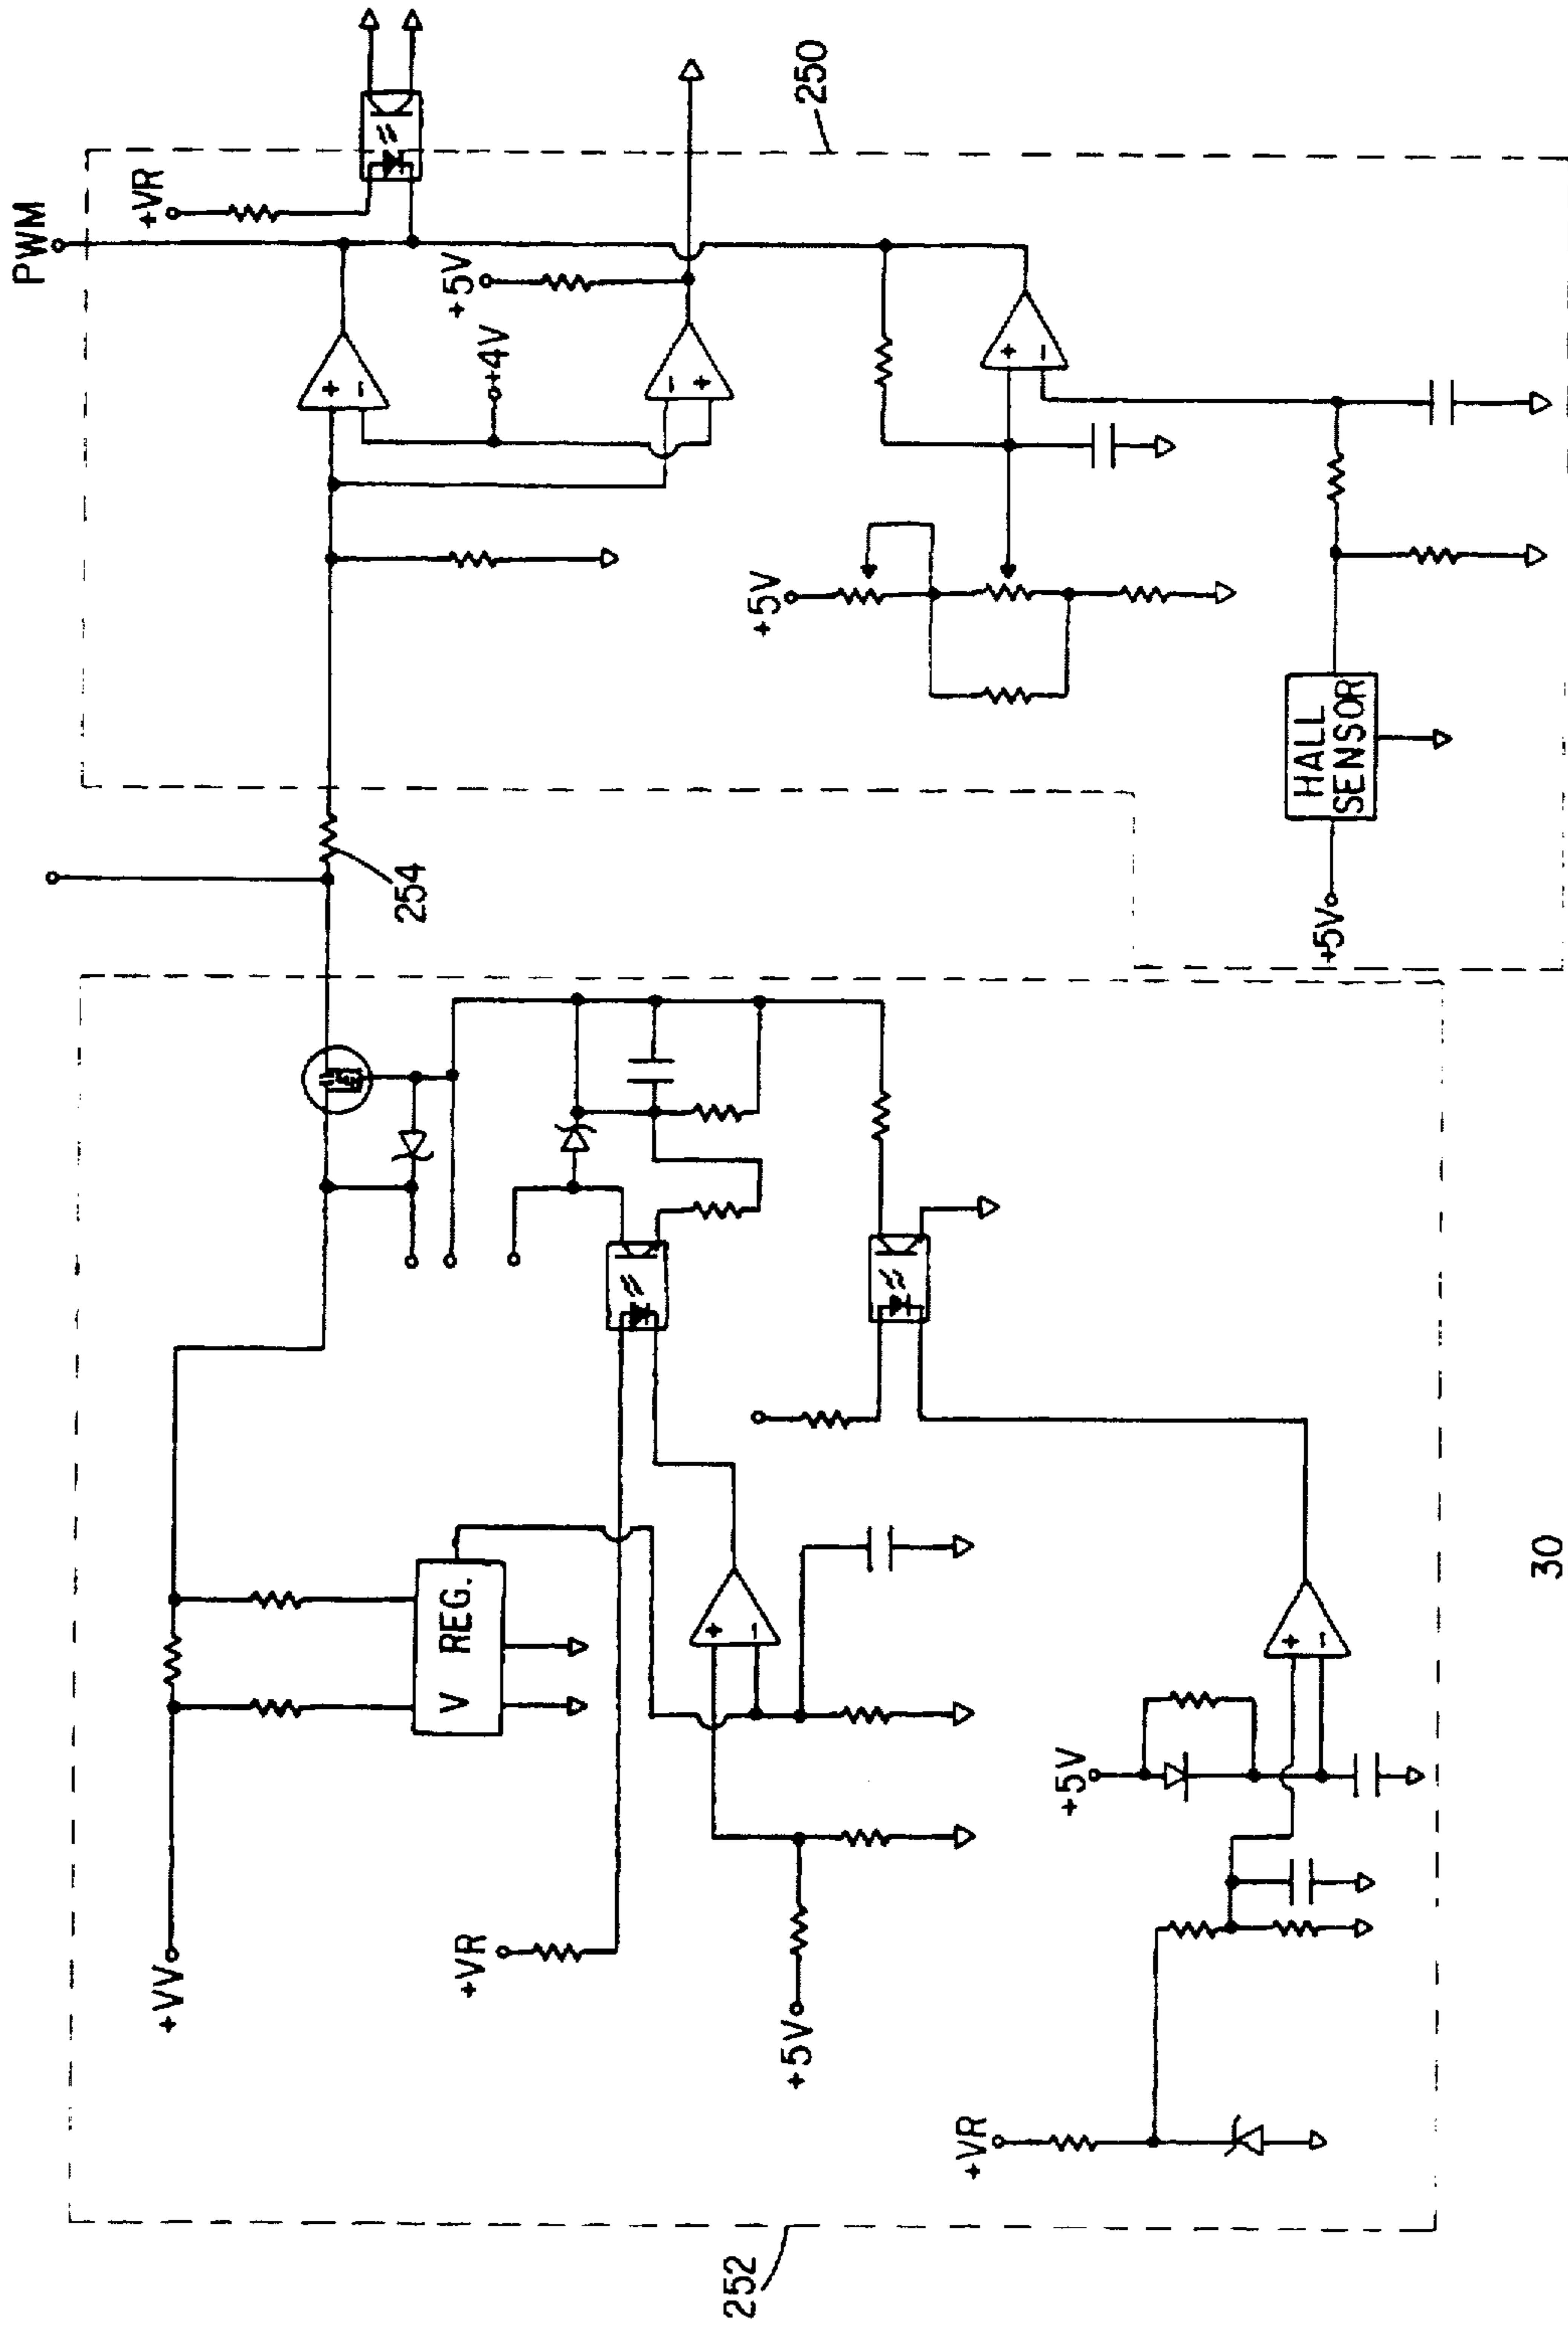 PWM
+VR
250
+5V
+4V
254
+5V
HALL
SENSOR
+5V
V REG.
+VV
+VR
+5V
+5V
+VR
252
30
+
−
−
+
+
−
+
−
+
−